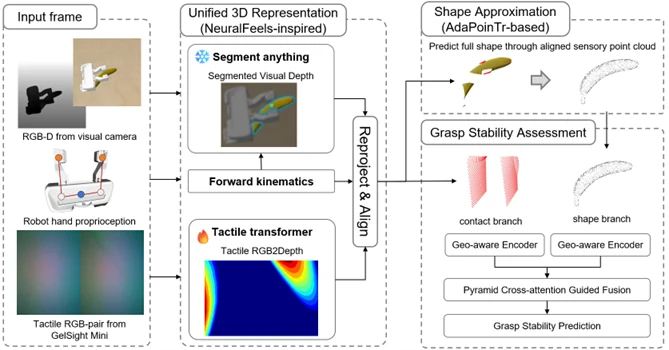 Input frame
RGB-D from visual camera
Robot hand proprioception
Tactile RGB-pair from
GelSight Mini
Unified 3D Representation
(NeuralFeels-inspired)
Segment anything
Segmented Visual Depth
Forward kinematics
Tactile transformer
Tactile RGB2Depth
Reproject & Align
Shape Approximation
(AdaPoinTr-based)
Predict full shape through aligned sensory point cloud
Grasp Stability Assessment
contact branch
shape branch
Geo-aware Encoder
Geo-aware Encoder
Pyramid Cross-attention Guided Fusion
Grasp Stability Prediction